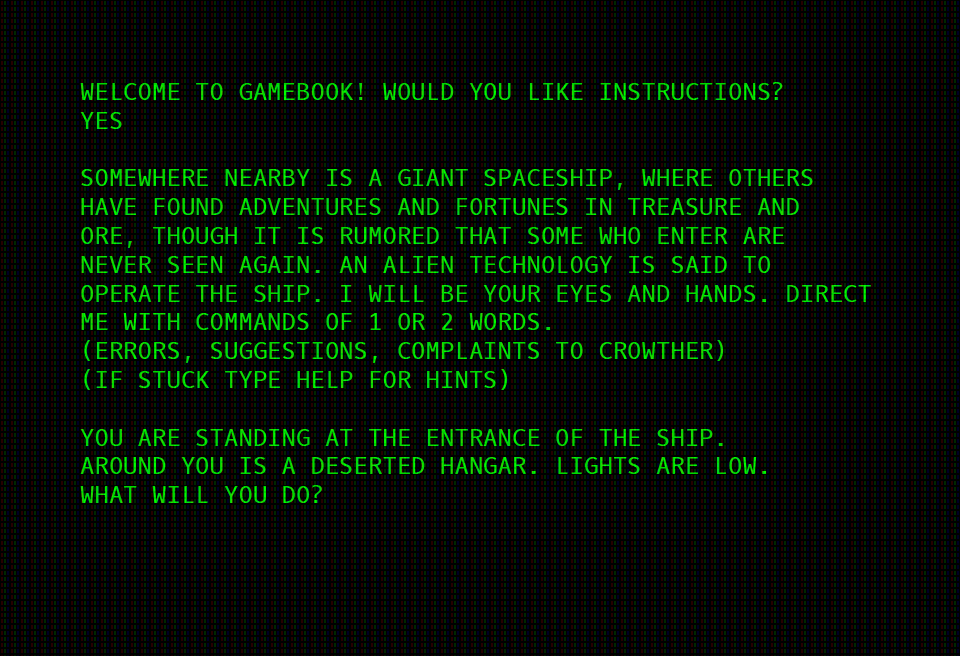 WELCOME TO GAMEBOOK! WOULD YOU LIKE INSTRUCTIONS?
YES
SOMEWHERE NEARBY IS A GIANT SPACESHIP, WHERE OTHERS
HAVE FOUND ADVENTURES AND FORTUNES IN TREASURE AND
ORE, THOUGH IT IS RUMORED THAT SOME WHO ENTER ARE
NEVER SEEN AGAIN. AN ALIEN TECHNOLOGY IS SAID TO
OPERATE THE SHIP. I WILL BE YOUR EYES AND HANDS. DIRECT
ME WITH COMMANDS OF 1 OR 2 WORDS.
(ERRORS, SUGGESTIONS, COMPLAINTS TO CROWTHER)
(IF STUCK TYPE HELP FOR HINTS)
YOU ARE STANDING AT THE ENTRANCE OF THE SHIP.
AROUND YOU IS A DESERTED HANGAR. LIGHTS ARE LOW.
WHAT WILL YOU DO?